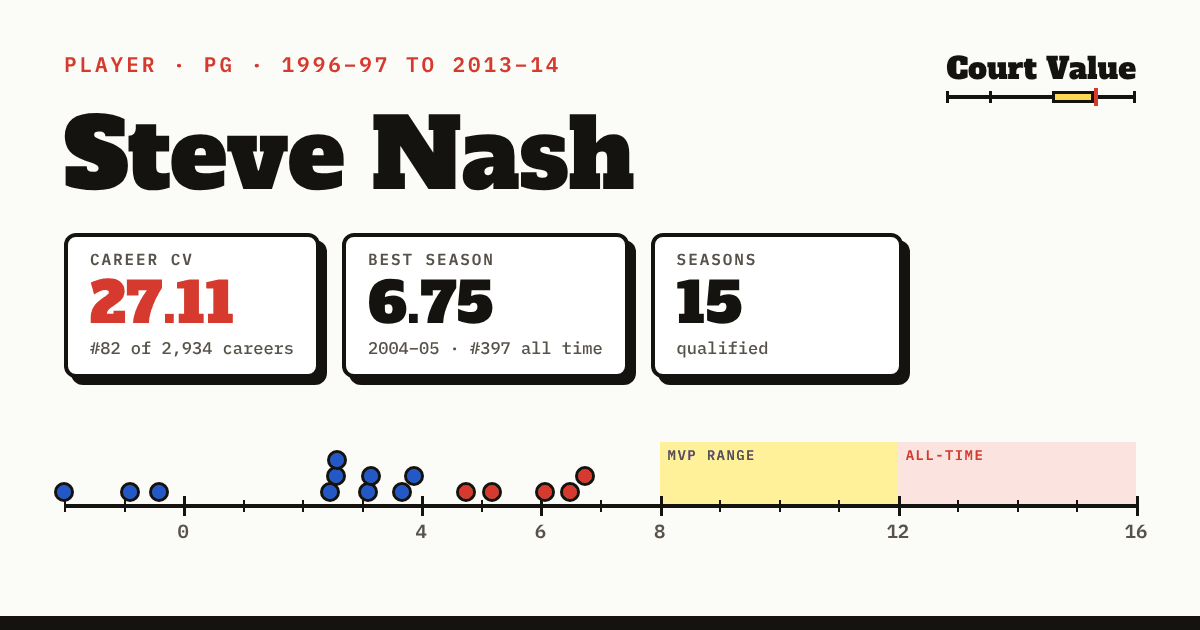 PLAYER · PG · 1996–97 TO 2013–14
Court Value
Steve Nash
CAREER CV
27.11
#82 of 2,934 careers
BEST SEASON
6.75
2004–05 · #397 all time
SEASONS
15
qualified
MVP RANGE
ALL-TIME
0 4 6 8 12 16